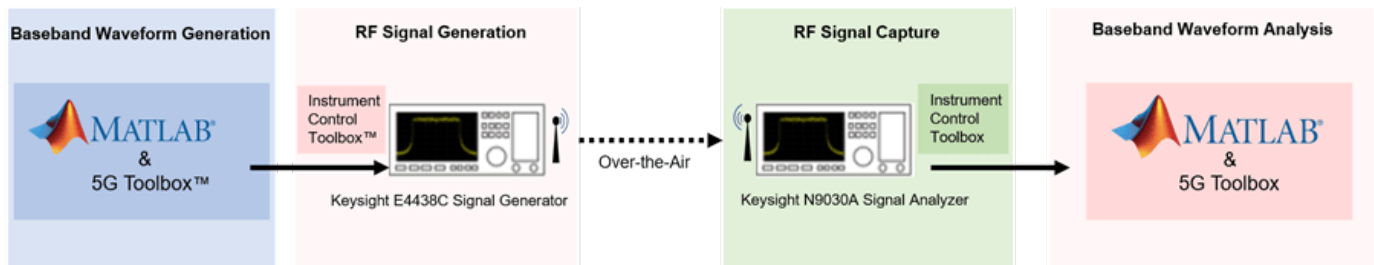 Baseband Waveform Generation
MATLAB®
&
5G Toolbox™
RF Signal Generation
Instrument
Control
Toolbox™
Keysight E4438C Signal Generator
Over-the-Air
RF Signal Capture
Instrument
Control
Toolbox
Keysight N9030A Signal Analyzer
Baseband Waveform Analysis
MATLAB®
&
5G Toolbox